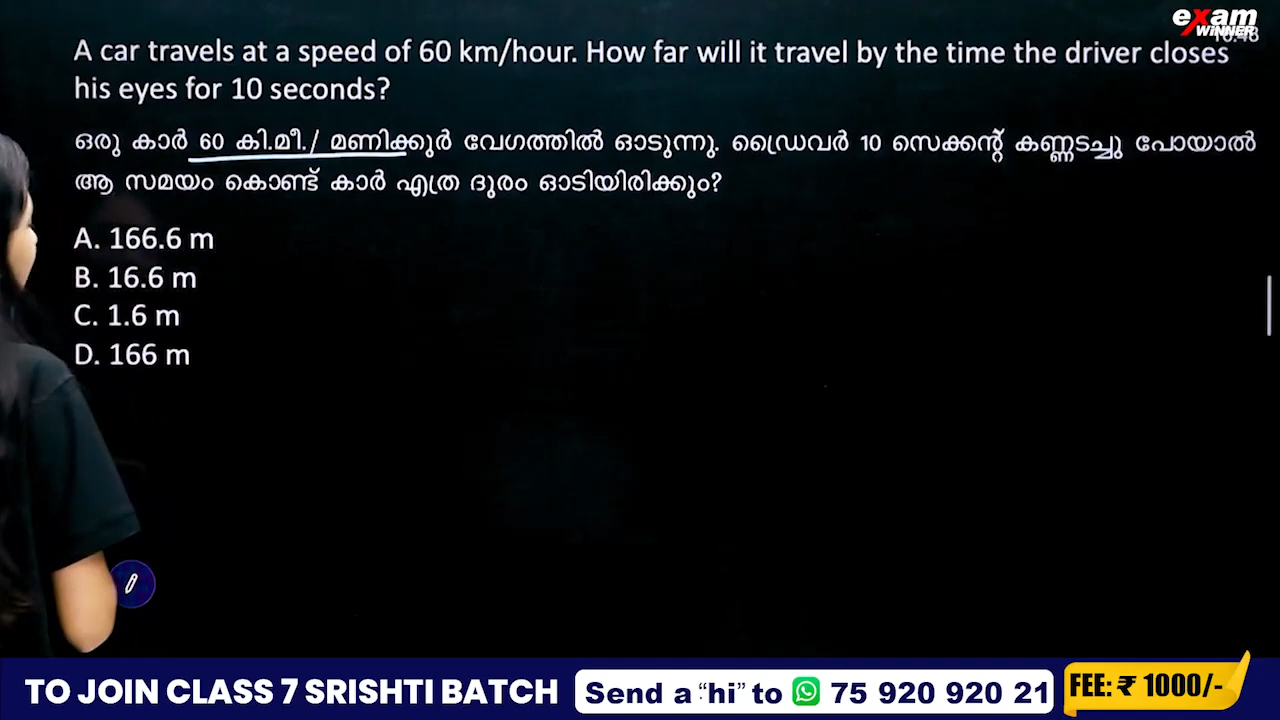 exam
WINNER
A car travels at a speed of 60 km/hour. How far will it travel by the time the driver closes
his eyes for 10 seconds?
ഒരു കാർ 60 കി.മീ./ മണിക്കൂർ വേഗത്തിൽ ഓടുന്നു. ഡ്രൈവർ 10 സെക്കന്റ് കണ്ണടച്ചു പോയാൽ
ആ സമയം കൊണ്ട് കാർ എത്ര ദൂരം ഓടിയിരിക്കും?
A. 166.6 m
B. 16.6 m
C. 1.6 m
D. 166 m
TO JOIN CLASS 7 SRISHTI BATCH
Send a “hi” to 75 920 920 21
FEE: ₹ 1000/-